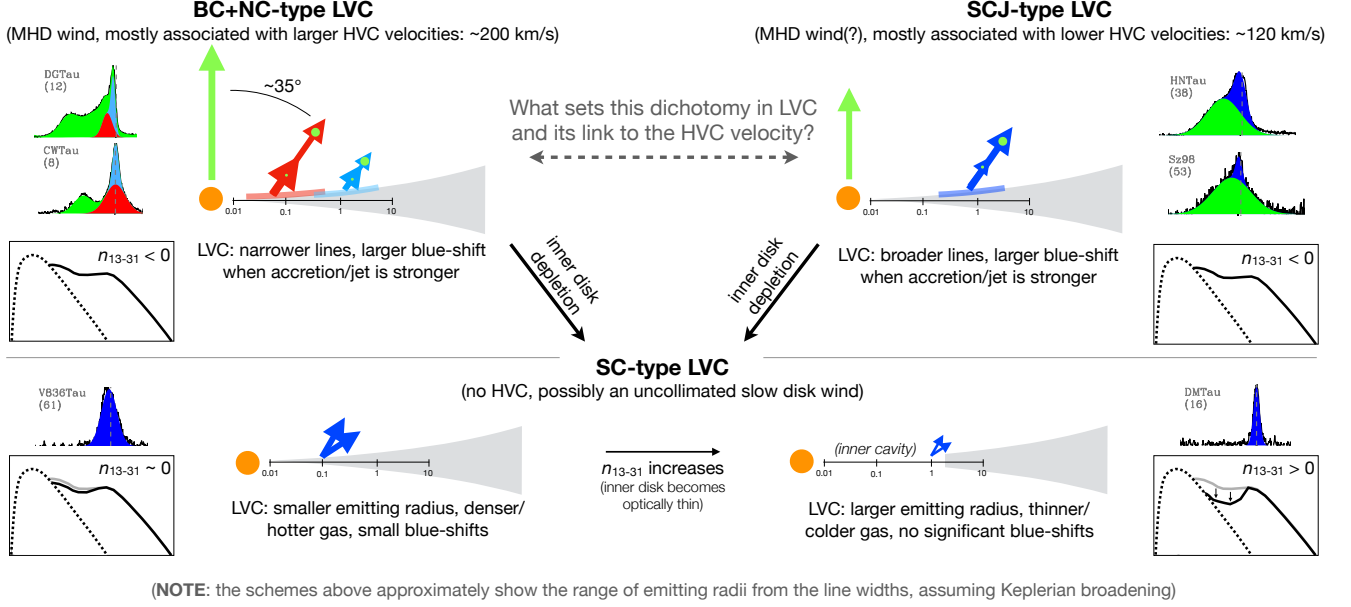 BC+NC-type LVC
(MHD wind, mostly associated with larger HVC velocities: ~200 km/s)
DGTau
(12)
CWTau
(8)
~35°
0.01 0.1 1 10
n13-31 < 0
LVC: narrower lines, larger blue-shift
when accretion/jet is stronger
What sets this dichotomy in LVC
and its link to the HVC velocity?
SCJ-type LVC
(MHD wind(?), mostly associated with lower HVC velocities: ~120 km/s)
HNTau
(38)
Sz98
(53)
0.01 0.1 1 10
LVC: broader lines, larger blue-shift
when accretion/jet is stronger
n13-31 < 0
inner disk
depletion
inner disk
depletion
SC-type LVC
(no HVC, possibly an uncollimated slow disk wind)
V836Tau
(61)
n13-31 ~ 0
0.01 0.1 1 10
LVC: smaller emitting radius, denser/
hotter gas, small blue-shifts
n13-31 increases
(inner disk becomes
optically thin)
(inner cavity)
0.01 0.1 1 10
LVC: larger emitting radius, thinner/
colder gas, no significant blue-shifts
DMTau
(16)
n13-31 > 0
(NOTE: the schemes above approximately show the range of emitting radii from the line widths, assuming Keplerian broadening)